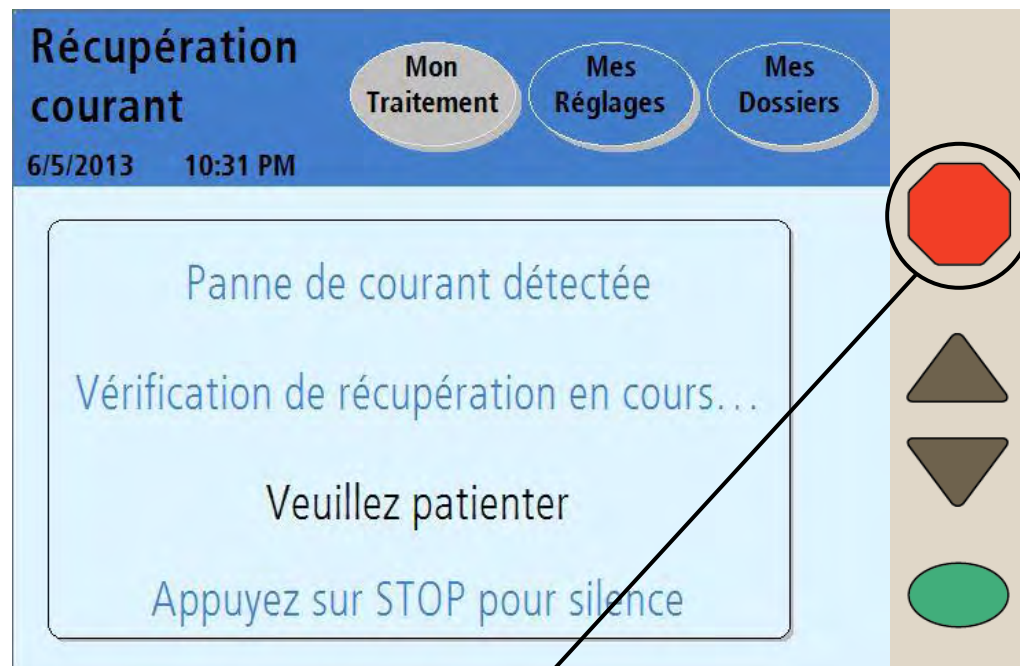 Récupération
courant
6/5/2013 10:31 PM
Mon
Traitement
Mes
Réglages
Mes
Dossiers
Panne de courant détectée
Vérification de récupération en cours...
Veuillez patienter
Appuyez sur STOP pour silence